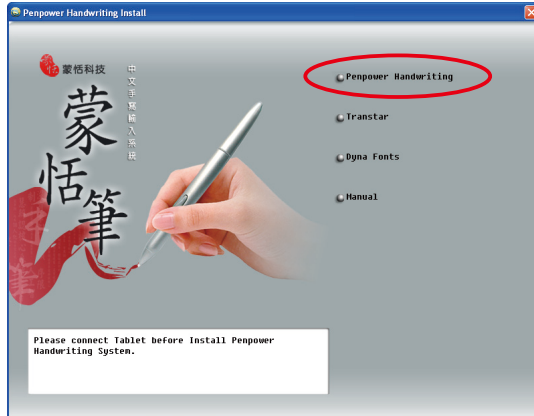 Penpower Handwriting Install
蒙恬科技
中文手寫輸入系統
蒙恬筆
Penpower Handwriting
Transtar
Dyna Fonts
Manual
Please connect Tablet before Install Penpower
Handwriting System.